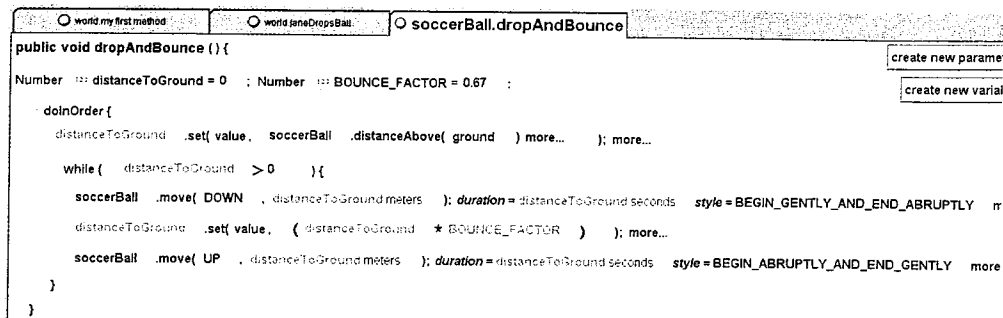 world.my first method world.janeDropsBall soccerBall.dropAndBounce
public void dropAndBounce () {
create new paramet
Number 123 distanceToGround = 0 ; Number 123 BOUNCE_FACTOR = 0.67 ;
create new varial
doInOrder {
distanceToGround .set( value, soccerBall .distanceAbove( ground ) more... ); more...
while ( distanceToGround > 0 ) {
soccerBall .move( DOWN , distanceToGround meters ); duration = distanceToGround seconds style = BEGIN_GENTLY_AND_END_ABRUPTLY m
distanceToGround .set( value, ( distanceToGround * BOUNCE_FACTOR ) ); more...
soccerBall .move( UP , distanceToGround meters ); duration = distanceToGround seconds style = BEGIN_ABRUPTLY_AND_END_GENTLY more
}
}